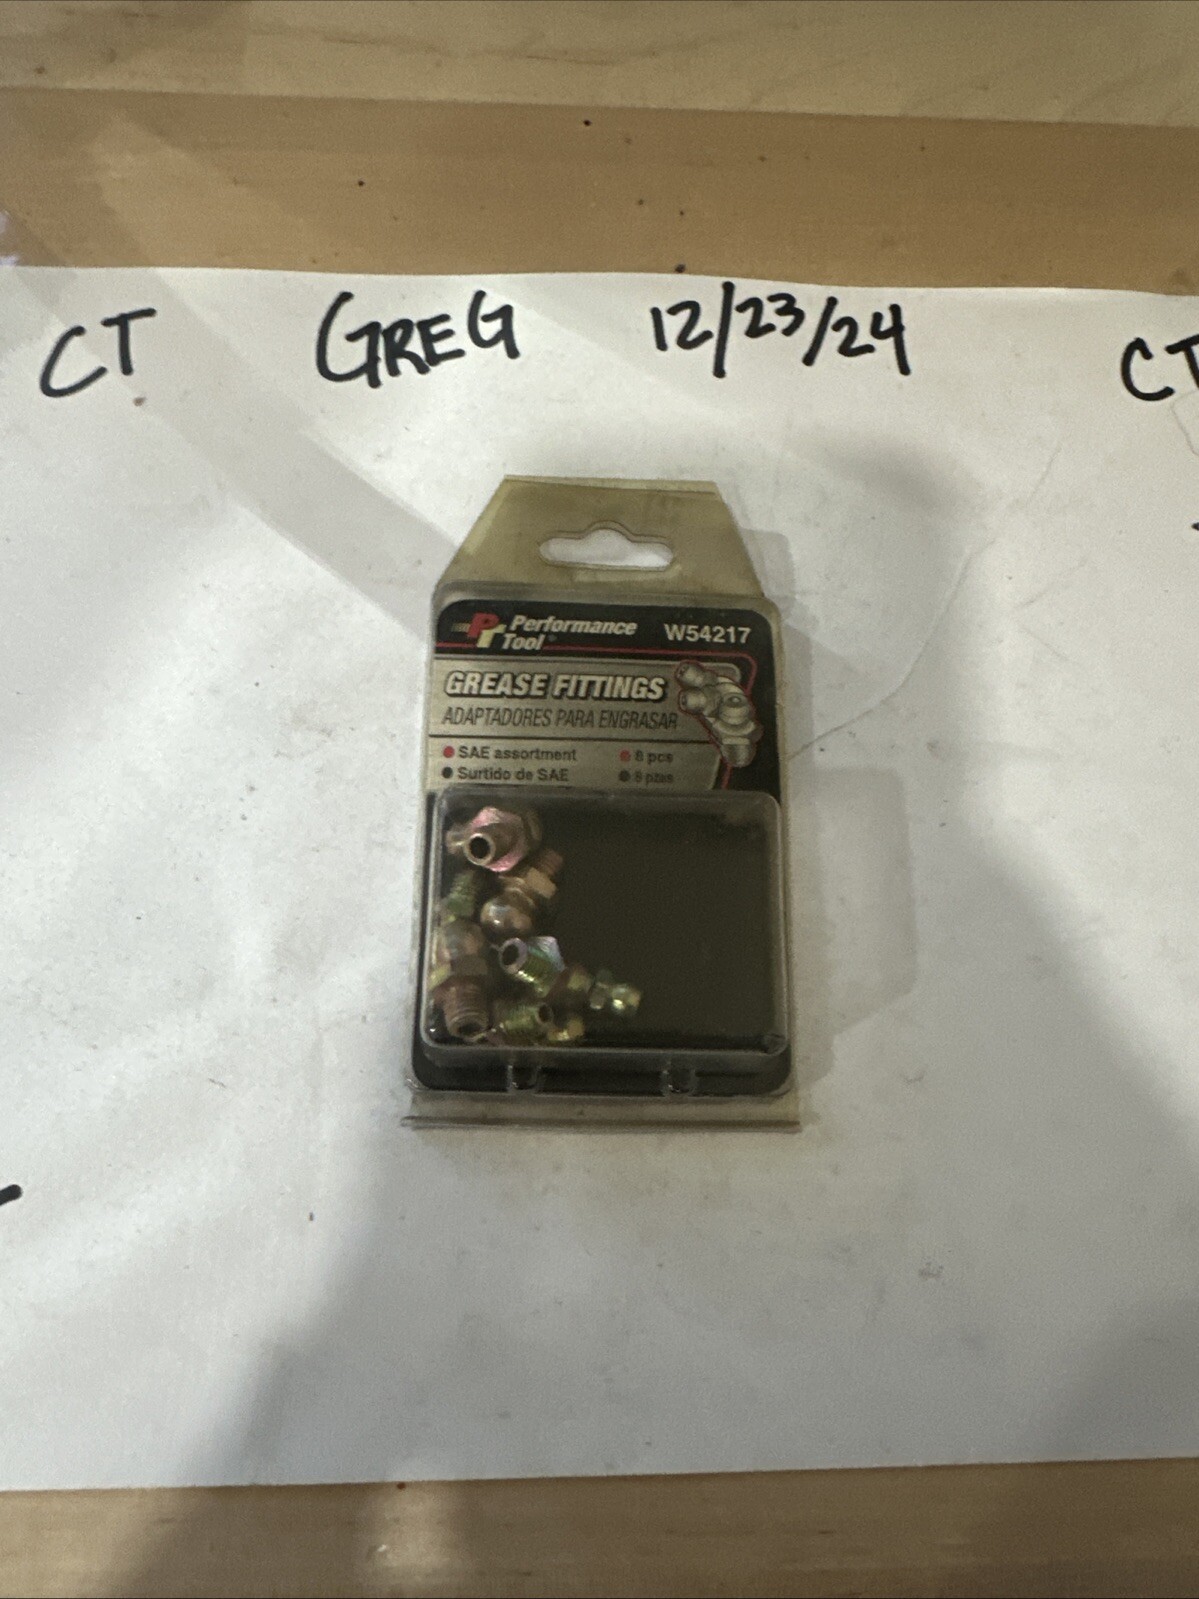 CT GREG 12/23/24 CT
PT Performance Tool® W54217
GREASE FITTINGS
ADAPTADORES PARA ENGRASAR
● SAE assortment ● 8 pcs
● Surtido de SAE ● 8 pzas